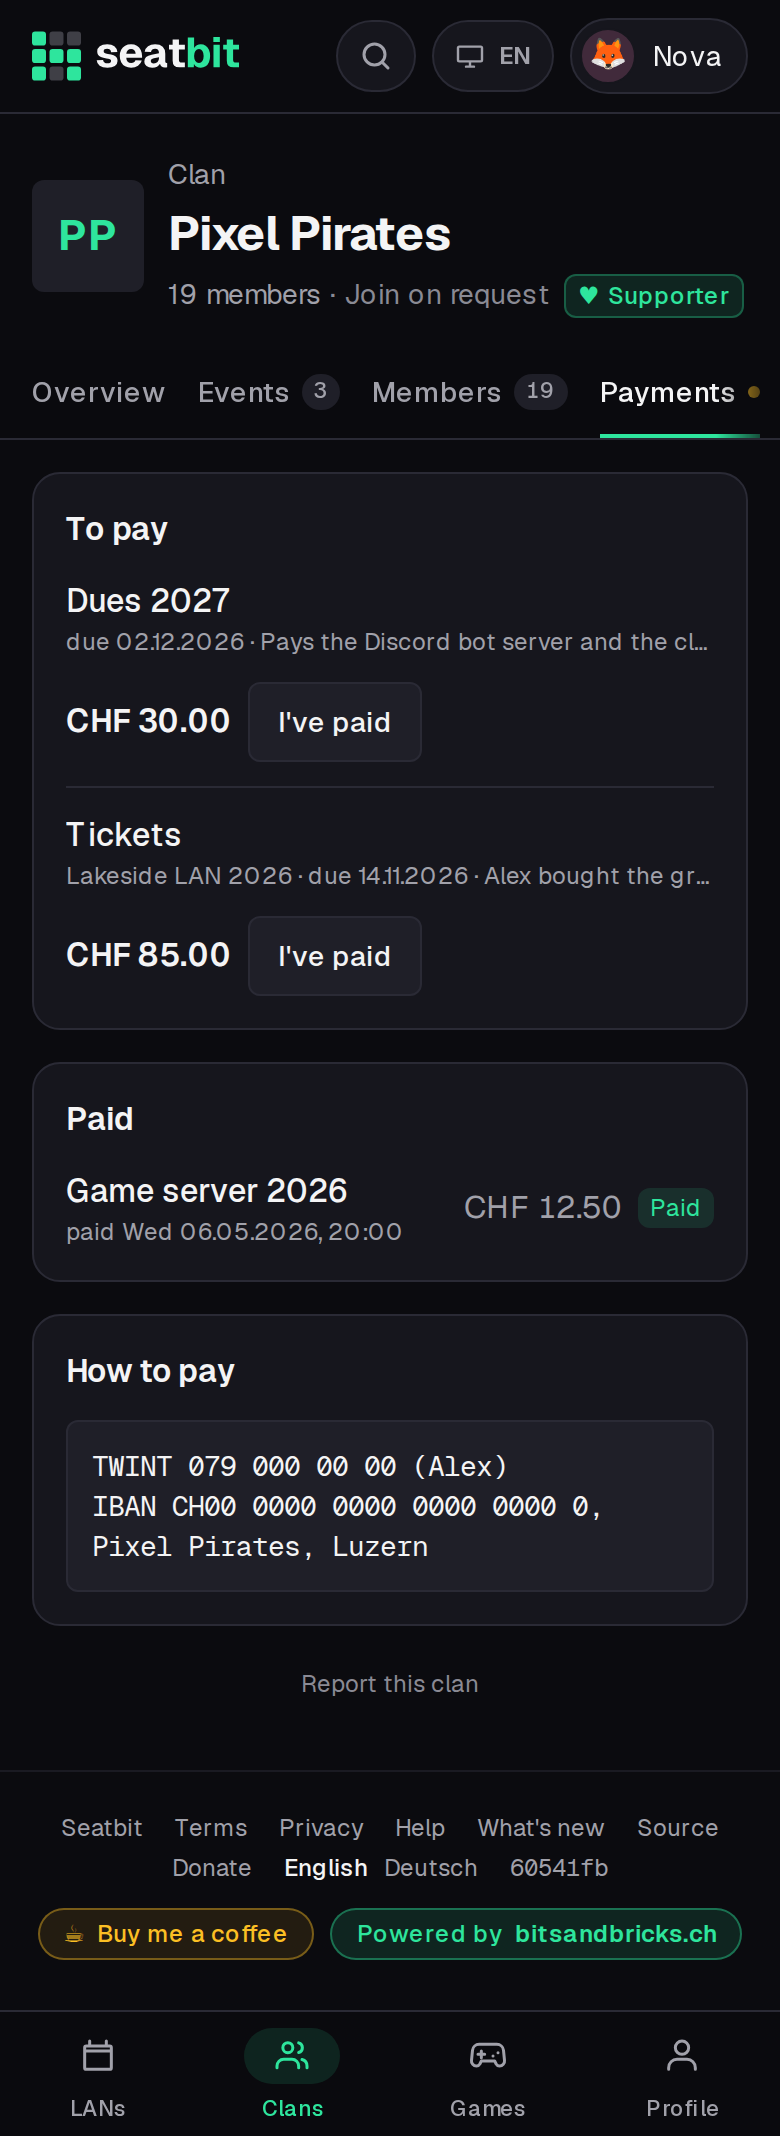 seatbit
EN
Nova
Clan
PP
Pixel Pirates
19 members · Join on request
♥ Supporter
Overview
Events 3
Members 19
Payments
To pay
Dues 2027
due 02.12.2026 · Pays the Discord bot server and the cl…
CHF 30.00
I've paid
Tickets
Lakeside LAN 2026 · due 14.11.2026 · Alex bought the gr…
CHF 85.00
I've paid
Paid
Game server 2026
paid Wed 06.05.2026, 20:00
CHF 12.50
Paid
How to pay
TWINT 079 000 00 00 (Alex)
IBAN CH00 0000 0000 0000 0000 0,
Pixel Pirates, Luzern
Report this clan
Seatbit Terms Privacy Help What's new Source
Donate English Deutsch 60541fb
☕ Buy me a coffee
Powered by bitsandbricks.ch
LANs
Clans
Games
Profile